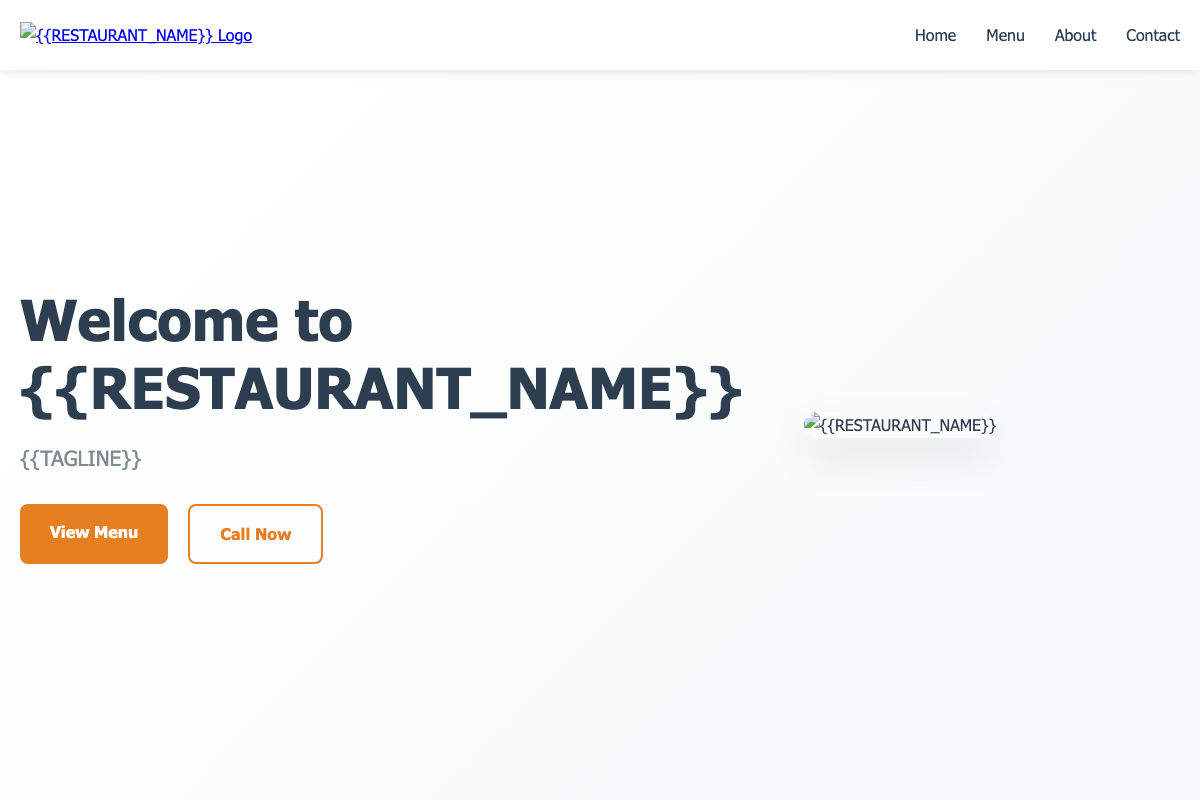 {{RESTAURANT_NAME}} Logo
Home
Menu
About
Contact
Welcome to
{{RESTAURANT_NAME}}
{{TAGLINE}}
View Menu
Call Now
{{RESTAURANT_NAME}}